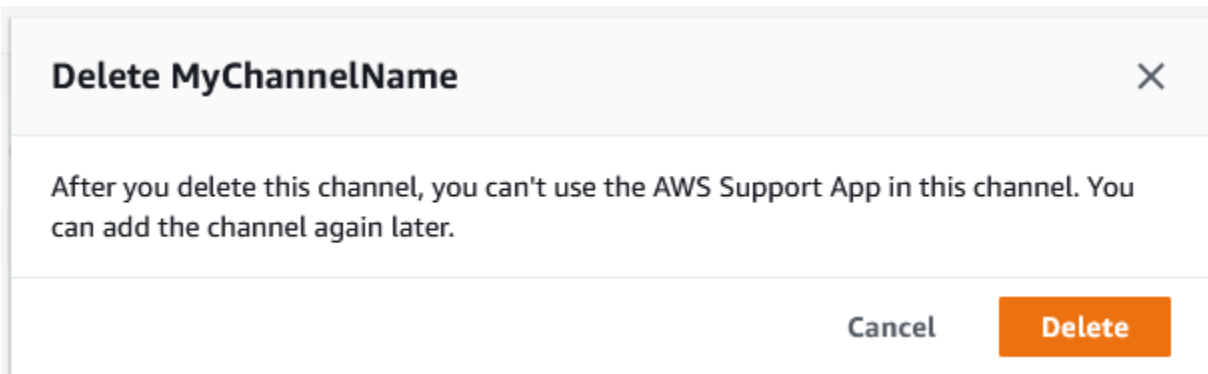 Delete MyChannelName
After you delete this channel, you can't use the AWS Support App in this channel. You
can add the channel again later.
Cancel
Delete